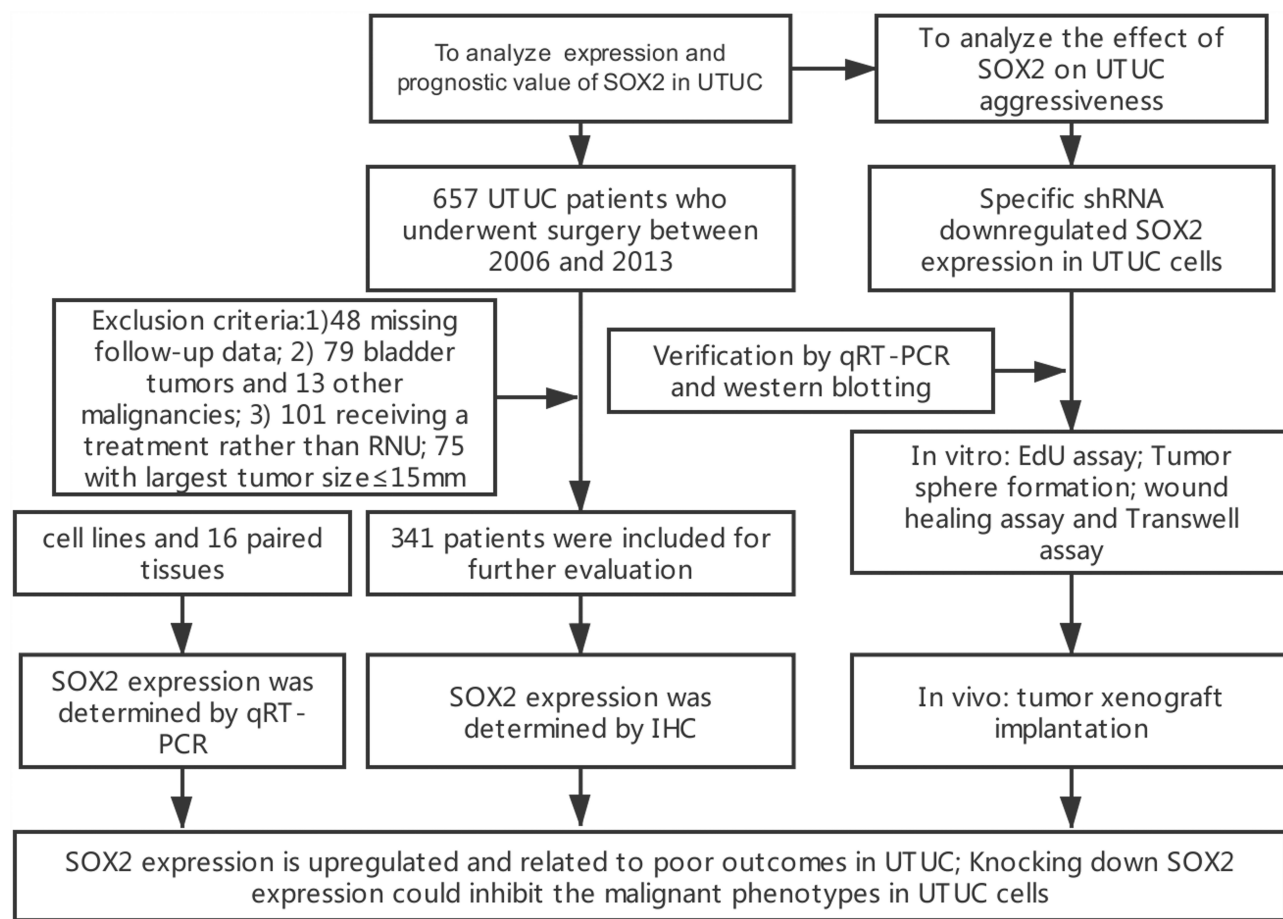 To analyze expression and
prognostic value of SOX2 in UTUC
To analyze the effect of
SOX2 on UTUC
aggressiveness
657 UTUC patients who
underwent surgery between
2006 and 2013
Specific shRNA
downregulated SOX2
expression in UTUC cells
Exclusion criteria:1)48 missing
follow-up data; 2) 79 bladder
tumors and 13 other
malignancies; 3) 101 receiving a
treatment rather than RNU; 75
with largest tumor size≤15mm
Verification by qRT-PCR
and western blotting
cell lines and 16 paired
tissues
341 patients were included for
further evaluation
In vitro: EdU assay; Tumor
sphere formation; wound
healing assay and Transwell
assay
SOX2 expression was
determined by qRT-
PCR
SOX2 expression was
determined by IHC
In vivo: tumor xenograft
implantation
SOX2 expression is upregulated and related to poor outcomes in UTUC; Knocking down SOX2
expression could inhibit the malignant phenotypes in UTUC cells